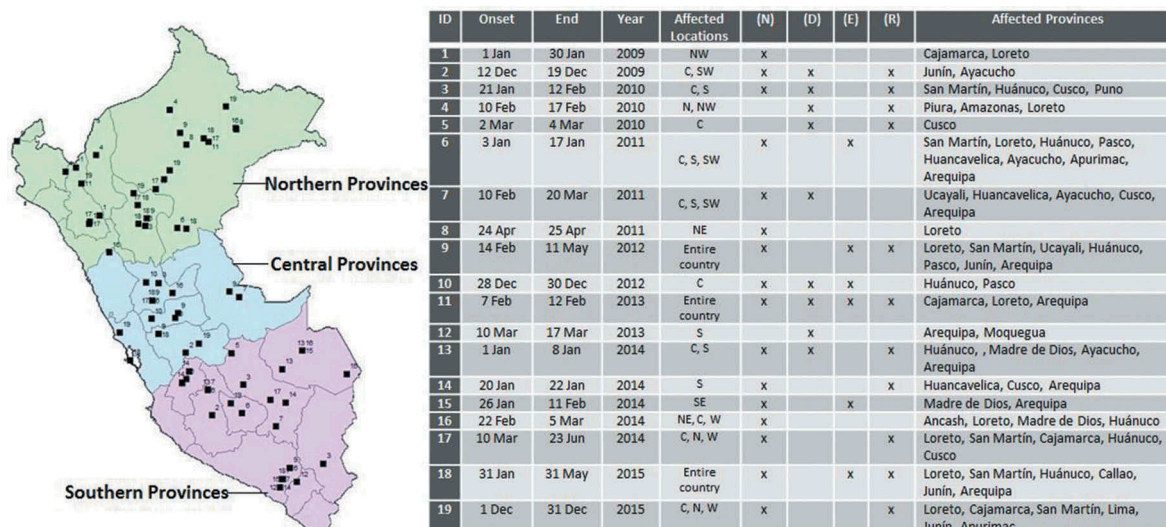 Northern Provinces
Central Provinces
Southern Provinces
ID Onset End Year Affected Locations (N) (D) (E) (R) Affected Provinces
1 1 Jan 30 Jan 2009 NW x Cajamarca, Loreto
2 12 Dec 19 Dec 2009 C, SW x x x Junín, Ayacucho
3 21 Jan 12 Feb 2010 C, S x x x San Martín, Huánuco, Cusco, Puno
4 10 Feb 17 Feb 2010 N, NW x x Piura, Amazonas, Loreto
5 2 Mar 4 Mar 2010 C x x Cusco
6 3 Jan 17 Jan 2011 C, S, SW x x San Martín, Loreto, Huánuco, Pasco,
Huancavelica, Ayacucho, Apurimac,
Arequipa
7 10 Feb 20 Mar 2011 C, S, SW x x Ucayali, Huancavelica, Ayacucho, Cusco,
Arequipa
8 24 Apr 25 Apr 2011 NE x Loreto
9 14 Feb 11 May 2012 Entire country x x x Loreto, San Martín, Ucayali, Huánuco,
Pasco, Junín, Arequipa
10 28 Dec 30 Dec 2012 C x x x Huánuco, Pasco
11 7 Feb 12 Feb 2013 Entire country x x x x Cajamarca, Loreto, Arequipa
12 10 Mar 17 Mar 2013 S x Arequipa, Moquegua
13 1 Jan 8 Jan 2014 C, S x x x Huánuco, , Madre de Dios, Ayacucho,
Arequipa
14 20 Jan 22 Jan 2014 S x x Huancavelica, Cusco, Arequipa
15 26 Jan 11 Feb 2014 SE x x Madre de Dios, Arequipa
16 22 Feb 5 Mar 2014 NE, C, W x Ancash, Loreto, Madre de Dios, Huánuco
17 10 Mar 23 Jun 2014 C, N, W x x Loreto, San Martín, Cajamarca, Huánuco,
Cusco
18 31 Jan 31 May 2015 Entire country x x x Loreto, San Martín, Huánuco, Callao,
Junín, Arequipa
19 1 Dec 31 Dec 2015 C, N, W x x Loreto, Cajamarca, San Martín, Lima,
Junín, Apurimac